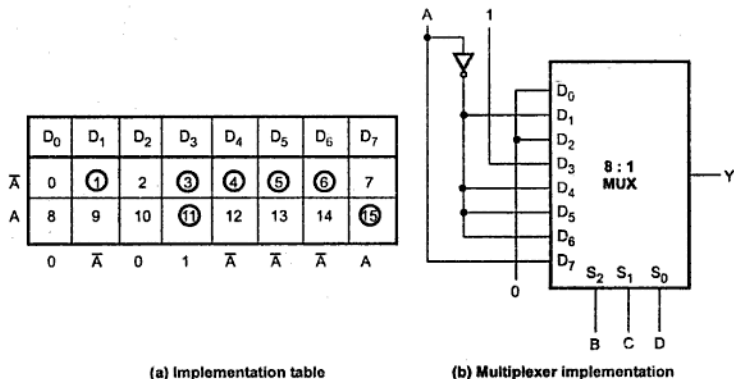 D0 D1 D2 D3 D4 D5 D6 D7
A̅ 0 1 2 3 4 5 6 7
A 8 9 10 11 12 13 14 15
0 A̅ 0 1 A̅ A̅ A̅ A
(a) Implementation table
A 1
D0
D1
D2
D3
D4
D5
D6
D7
8 : 1
MUX
Y
S2 S1 S0
0
B C D
(b) Multiplexer implementation